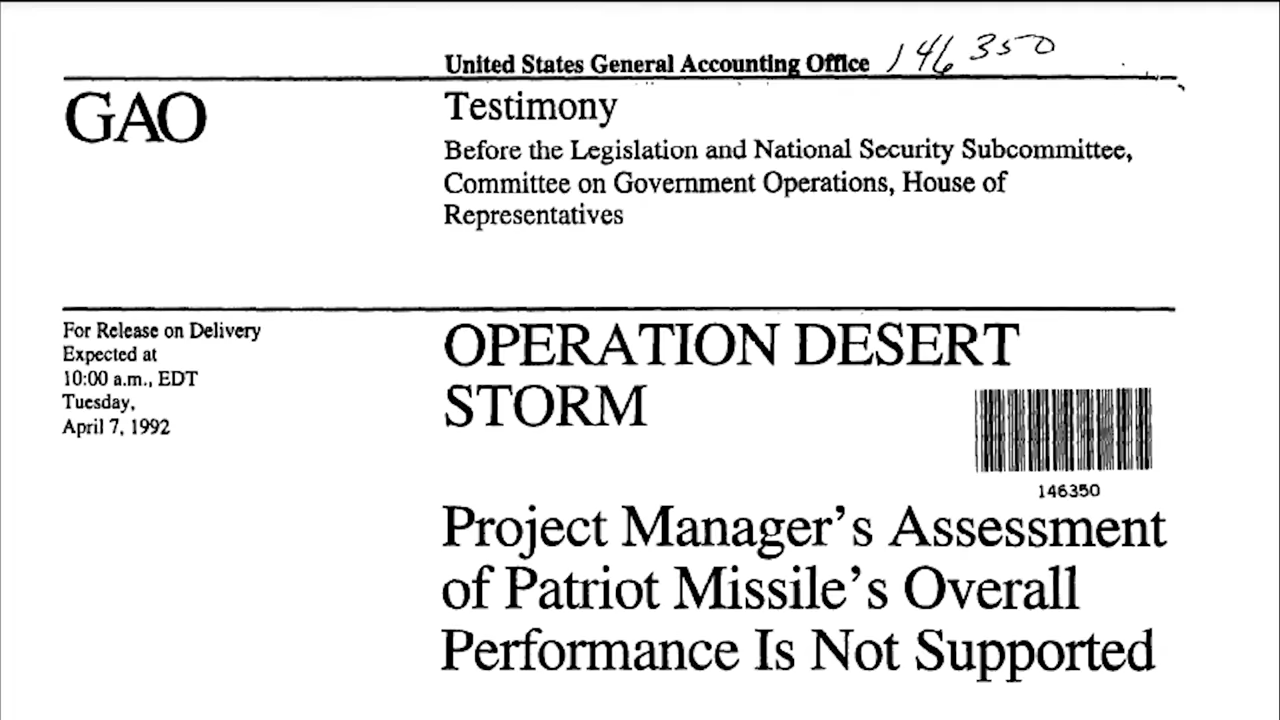 United States General Accounting Office 146350
GAO
Testimony
Before the Legislation and National Security Subcommittee,
Committee on Government Operations, House of
Representatives
For Release on Delivery
Expected at
10:00 a.m., EDT
Tuesday,
April 7, 1992
OPERATION DESERT
STORM
146350
Project Manager's Assessment
of Patriot Missile's Overall
Performance Is Not Supported